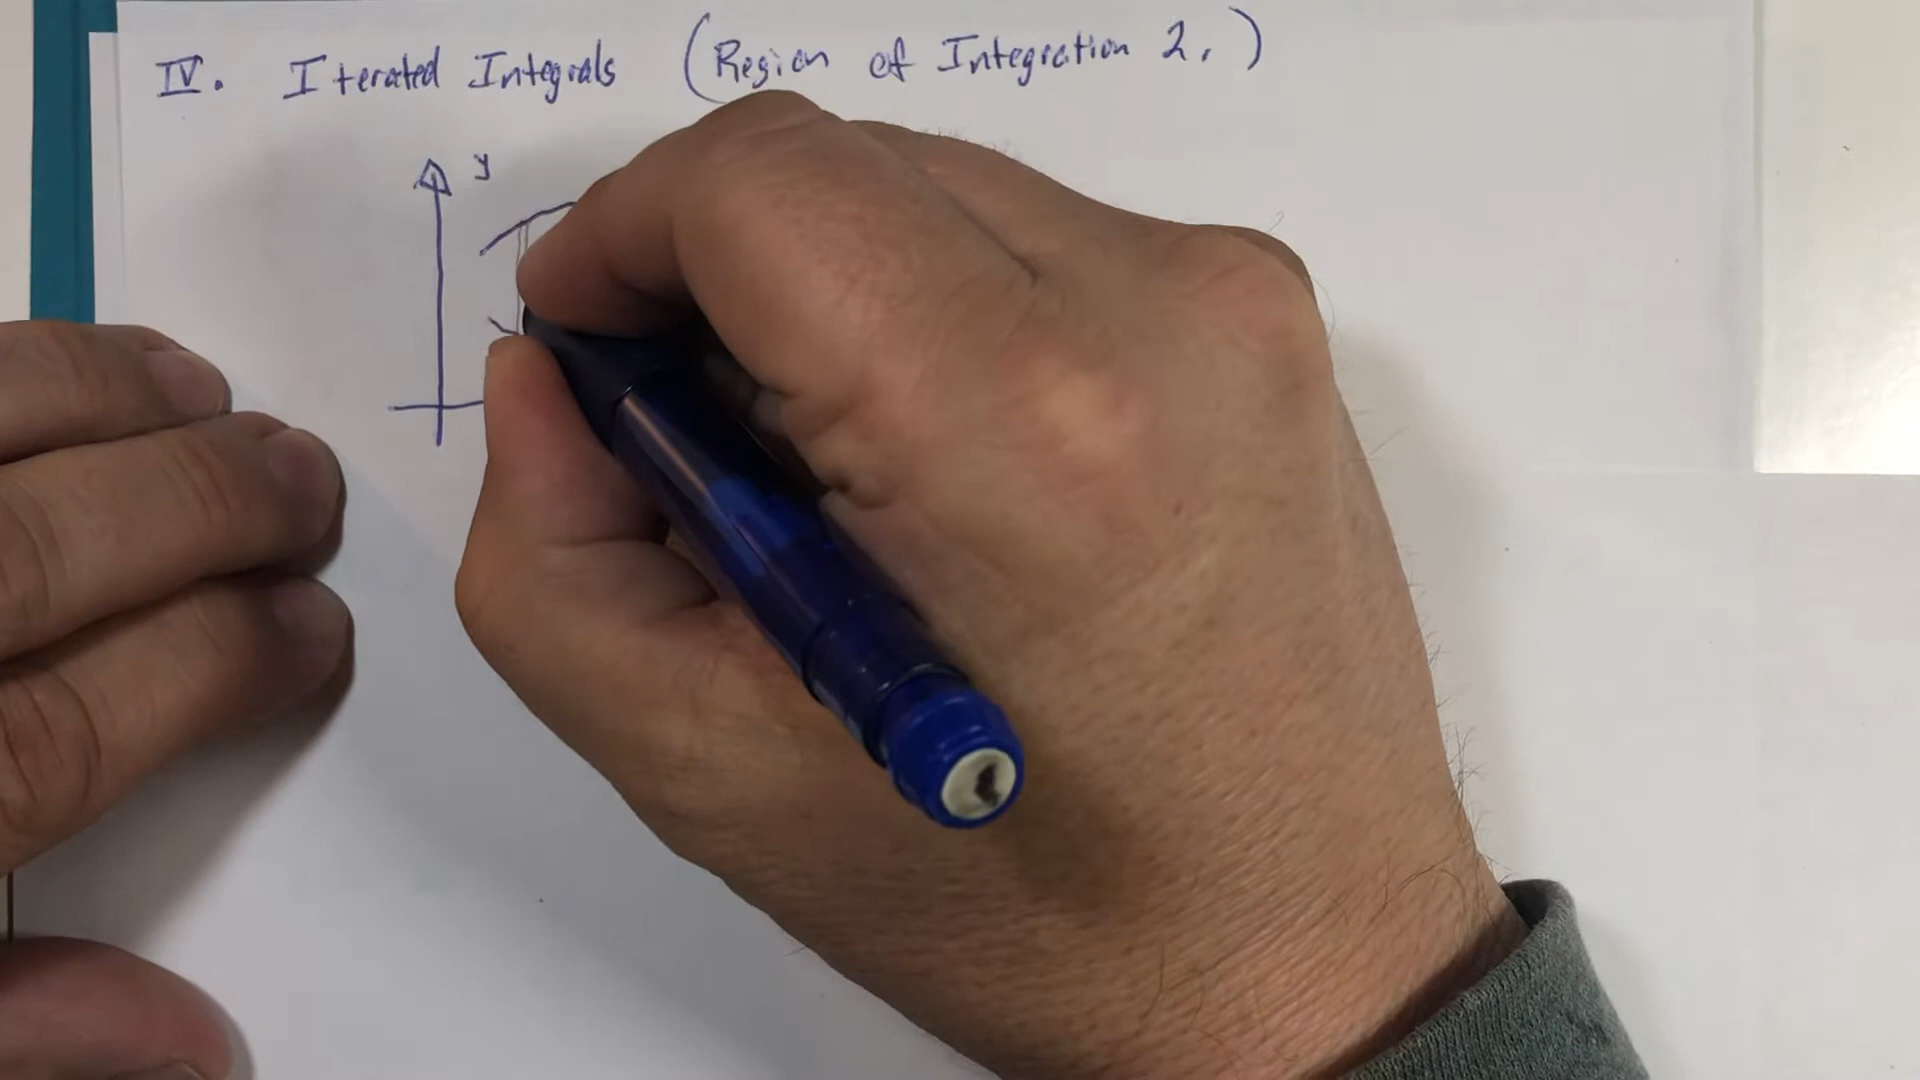 IV. Iterated Integrals (Region of Integration 2.)
y